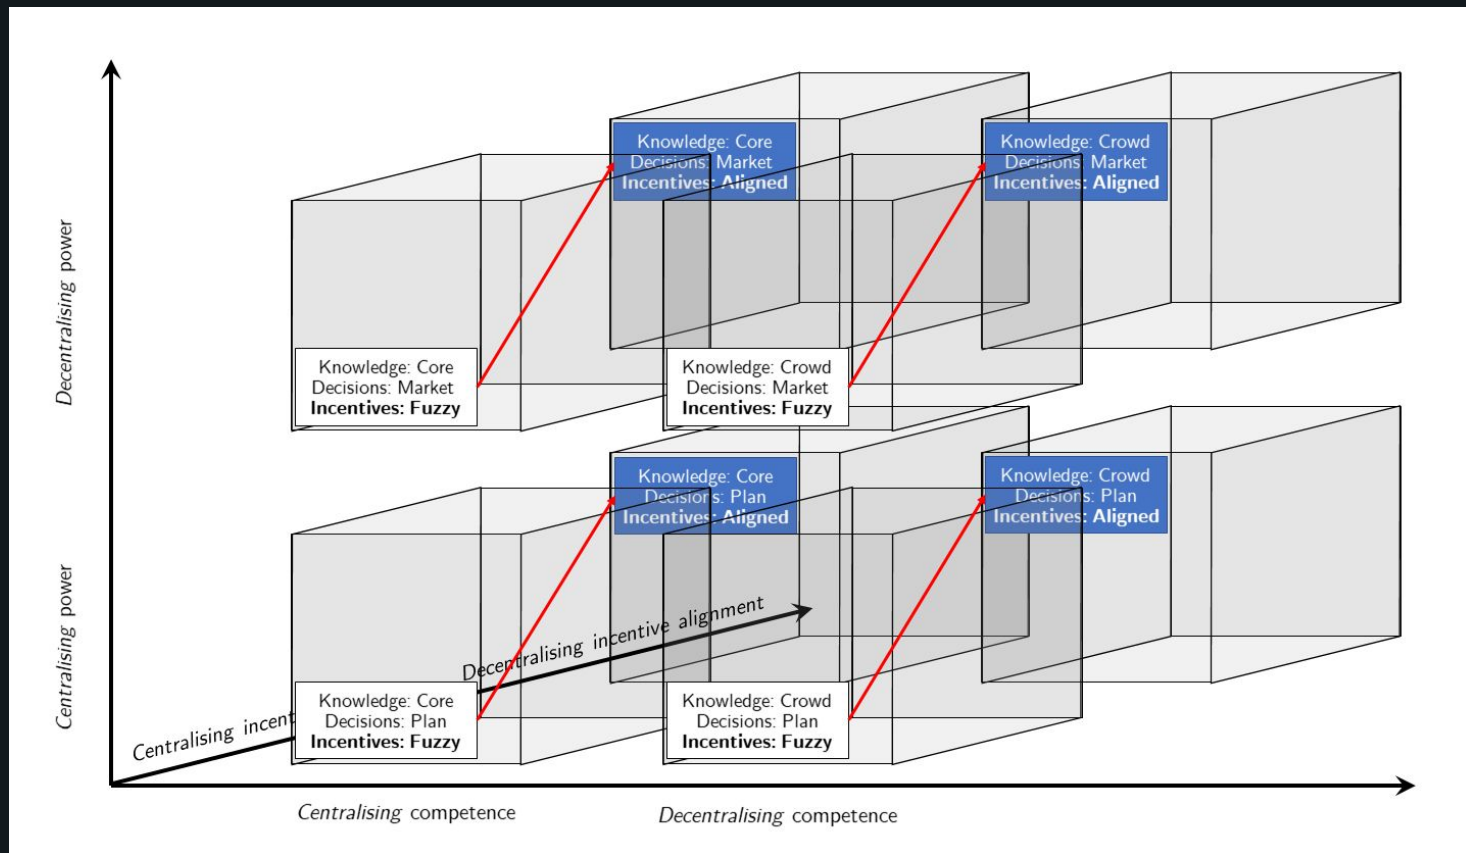 Knowledge: Core
Decisions: Market
Incentives: Aligned
Knowledge: Crowd
Decisions: Market
Incentives: Aligned
Decentralising power
Knowledge: Core
Decisions: Market
Incentives: Fuzzy
Knowledge: Crowd
Decisions: Market
Incentives: Fuzzy
Knowledge: Core
Decisions: Plan
Incentives: Aligned
Knowledge: Crowd
Decisions: Plan
Incentives: Aligned
Centralising power
Decentralising incentive alignment
Centralising
Knowledge: Core
Decisions: Plan
Incentives: Fuzzy
Knowledge: Crowd
Decisions: Plan
Incentives: Fuzzy
Centralising competence
Decentralising competence